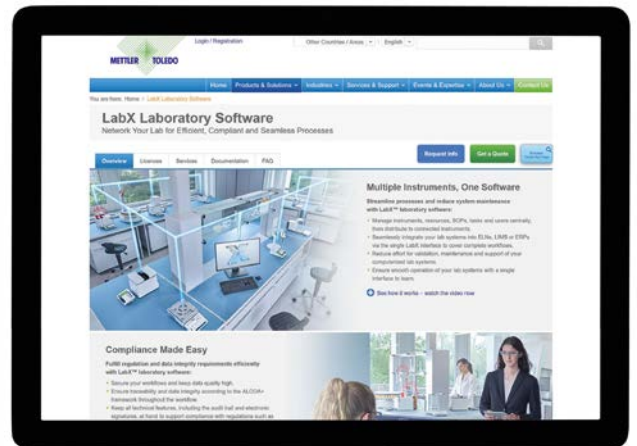 Login / Registration
Other Countries / Areas
English
METTLER TOLEDO
Home
Products & Solutions
Industries
Services & Support
Events & Expertise
About Us
Contact Us
You are here: Home > LabX Laboratory Software
LabX Laboratory Software
Network Your Lab for Efficient, Compliant and Seamless Processes
Overview
Licenses
Services
Documentation
FAQ
Request Info
Get a Quote
Multiple Instruments, One Software
Streamline processes and reduce system maintenance
with LabX™ laboratory software:
• Manage instruments, resources, SOPs, tasks and users centrally,
then distribute to connected instruments.
• Seamlessly integrate your lab systems into ELNs, LIMS or ERPs
via the single LabX interface to cover complete workflows.
• Reduce effort for validation, maintenance and support of your
computerized lab systems.
• Ensure smooth operation of your lab systems with a single
interface to learn.
See how it works – watch the video now
Compliance Made Easy
Fulfill regulation and data integrity requirements efficiently
with LabX™ laboratory software:
• Secure your workflows and keep data quality high.
• Ensure traceability and data integrity according to the ALCOA+
framework throughout the workflow.
• Keep all technical features, including the audit trail and electronic
signatures, at hand to support compliance with regulations such as